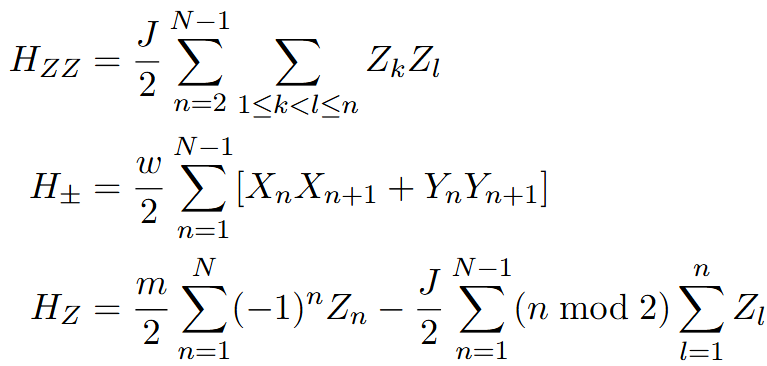 H_{ZZ} = \frac{J}{2} \sum_{n=2}^{N-1} \sum_{1 \leq k < l \leq n} Z_k Z_l
H_{\pm} = \frac{w}{2} \sum_{n=1}^{N-1} [X_n X_{n+1} + Y_n Y_{n+1}]
H_Z = \frac{m}{2} \sum_{n=1}^{N} (-1)^n Z_n - \frac{J}{2} \sum_{n=1}^{N-1} (n \bmod 2) \sum_{l=1}^{n} Z_l